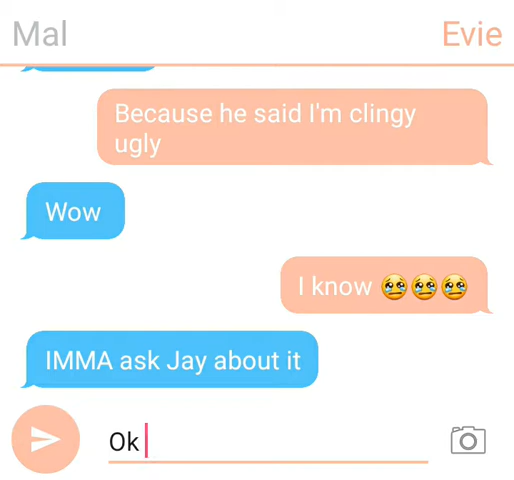 Mal Evie
Because he said I'm clingy
ugly
Wow
I know 😢😢😢
IMMA ask Jay about it
Ok